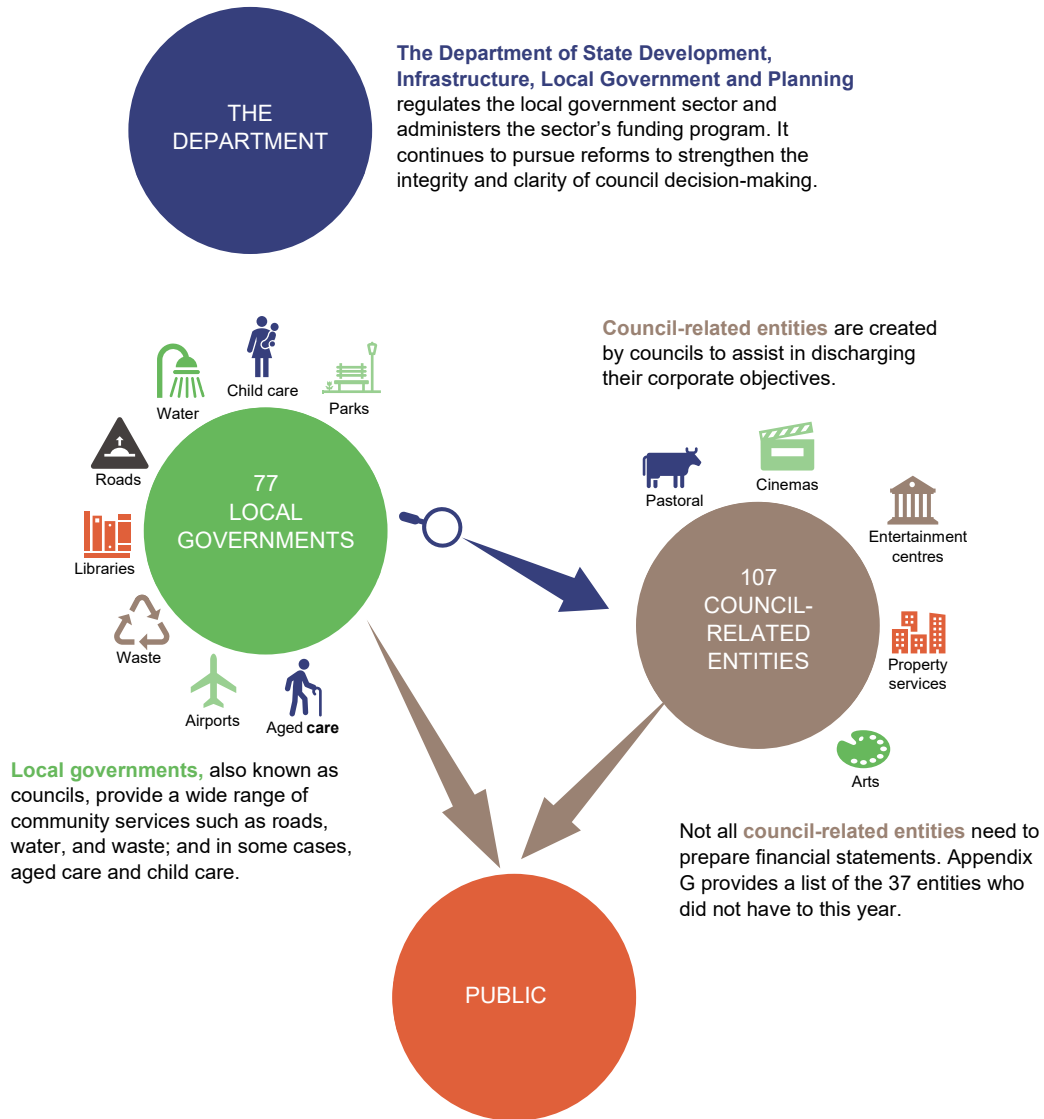 THE
DEPARTMENT
The Department of State Development,
Infrastructure, Local Government and Planning
regulates the local government sector and
administers the sector’s funding program. It
continues to pursue reforms to strengthen the
integrity and clarity of council decision-making.
Child care
Water
Parks
Roads
Libraries
Waste
Airports
Aged care
77
LOCAL
GOVERNMENTS
Local governments, also known as
councils, provide a wide range of
community services such as roads,
water, and waste; and in some cases,
aged care and child care.
Council-related entities are created
by councils to assist in discharging
their corporate objectives.
Pastoral
Cinemas
Entertainment
centres
Property
services
Arts
107
COUNCIL-
RELATED
ENTITIES
Not all council-related entities need to
prepare financial statements. Appendix
G provides a list of the 37 entities who
did not have to this year.
PUBLIC